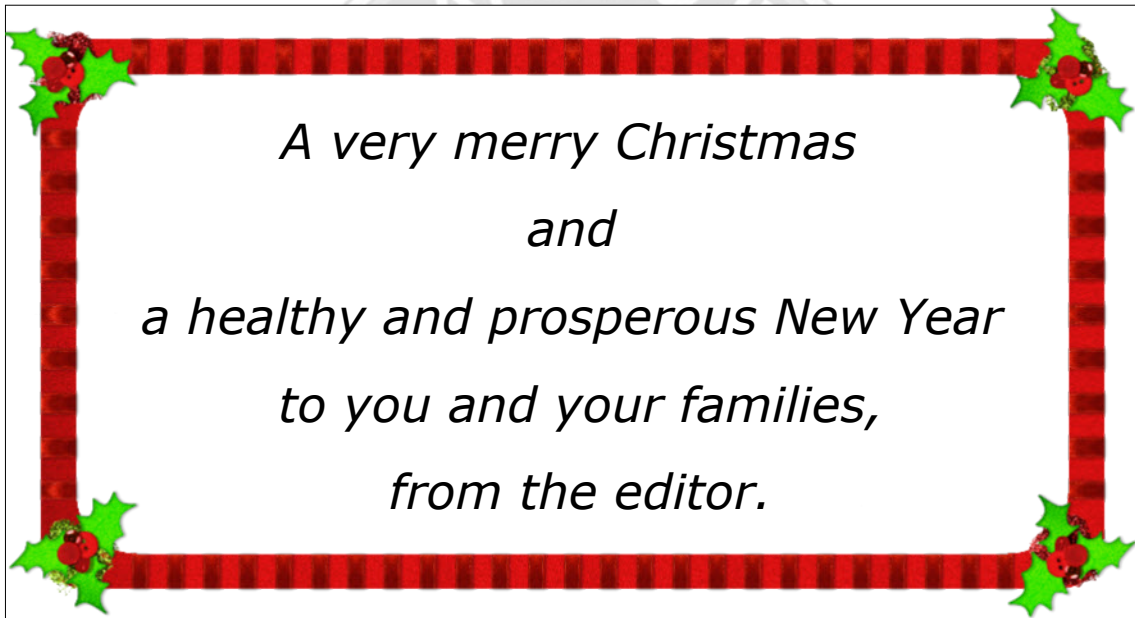 A very merry Christmas
and
a healthy and prosperous New Year
to you and your families,
from the editor.